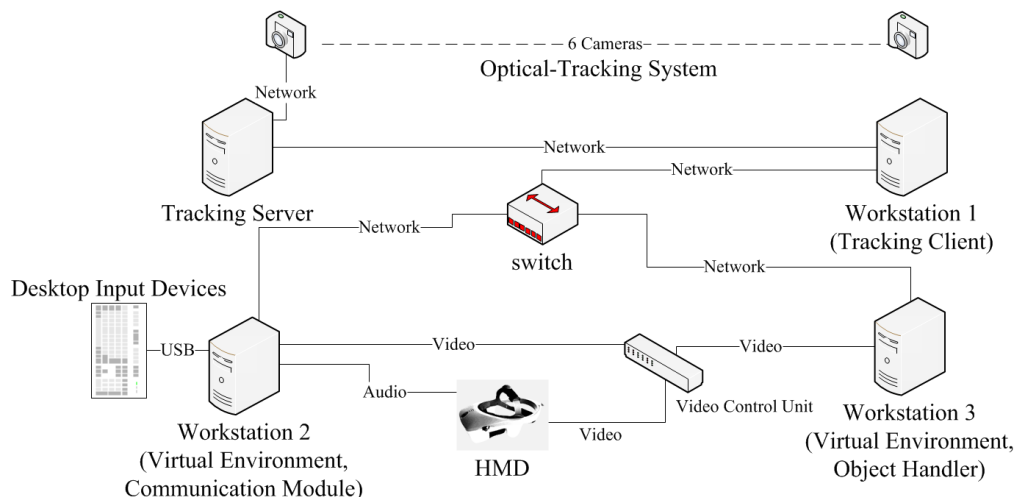 6 Cameras
Optical-Tracking System
Network
Network
Network
Tracking Server
Workstation 1
(Tracking Client)
Network
switch
Network
Desktop Input Devices
USB
Video
Video
Audio
Video Control Unit
Video
HMD
Workstation 2
(Virtual Environment,
Communication Module)
Workstation 3
(Virtual Environment,
Object Handler)